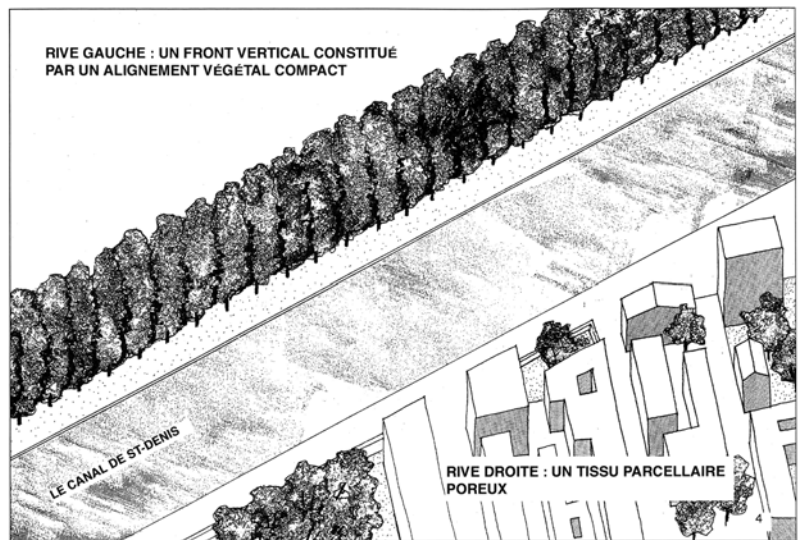 RIVE GAUCHE : UN FRONT VERTICAL CONSTITUÉ
PAR UN ALIGNEMENT VÉGÉTAL COMPACT
LE CANAL DE ST-DENIS
RIVE DROITE : UN TISSU PARCELLAIRE
POREUX
4